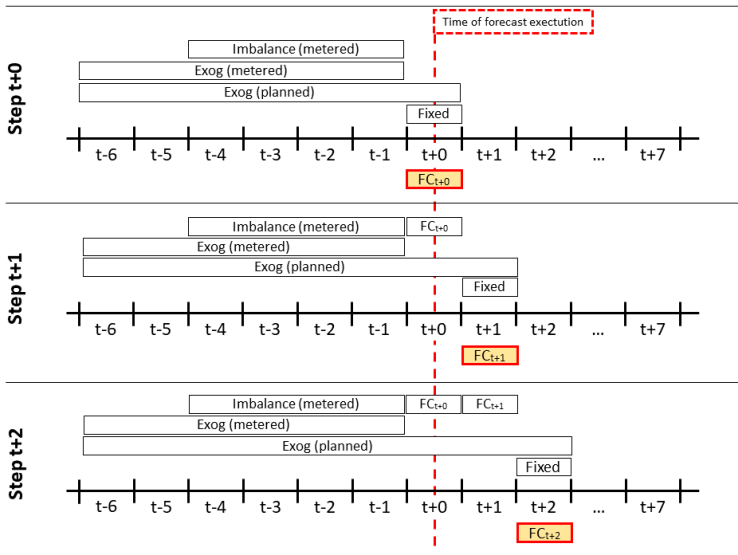 Time of forecast exectution
Step t+0
Imbalance (metered)
Exog (metered)
Exog (planned)
Fixed
t-6 t-5 t-4 t-3 t-2 t-1 t+0 t+1 t+2 ... t+7
FCt+0
Step t+1
Imbalance (metered) FCt+0
Exog (metered)
Exog (planned)
Fixed
t-6 t-5 t-4 t-3 t-2 t-1 t+0 t+1 t+2 ... t+7
FCt+1
Step t+2
Imbalance (metered) FCt+0 FCt+1
Exog (metered)
Exog (planned)
Fixed
t-6 t-5 t-4 t-3 t-2 t-1 t+0 t+1 t+2 ... t+7
FCt+2